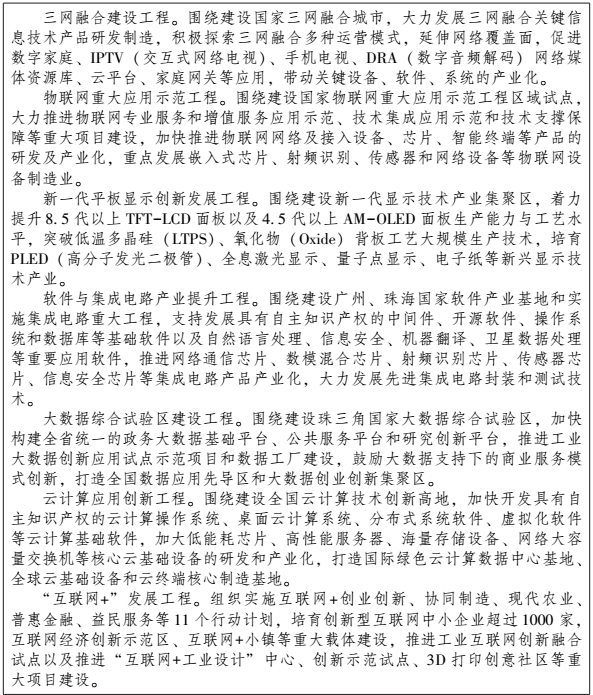 三网融合建设工程。围绕建设国家三网融合城市，大力发展三网融合关键信
息技术产品研发制造，积极探索三网融合多种运营模式，延伸网络覆盖面，促进
数字家庭、IPTV（交互式网络电视）、手机电视、DRA（数字音频解码）网络媒
体资源库、云平台、家庭网关等应用，带动关键设备、软件、系统的产业化。
物联网重大应用示范工程。围绕建设国家物联网重大应用示范工程区域试点，
大力推进物联网专业服务和增值服务应用示范、技术集成应用示范和技术支撑保
障等重大项目建设，加快推进物联网网络及接入设备、芯片、智能终端等产品的
研发及产业化，重点发展嵌入式芯片、射频识别、传感器和网络设备等物联网设
备制造业。
新一代平板显示创新发展工程。围绕建设新一代显示技术产业集聚区，着力
提升8.5代以上TFT-LCD面板以及4.5代以上AM-OLED面板生产能力与工艺水
平，突破低温多晶硅（LTPS）、氧化物（Oxide）背板工艺大规模生产技术，培育
PLED（高分子发光二极管）、全息激光显示、量子点显示、电子纸等新兴显示技
术产业。
软件与集成电路产业提升工程。围绕建设广州、珠海国家软件产业基地和实
施集成电路重大工程，支持发展具有自主知识产权的中间件、开源软件、操作系
统和数据库等基础软件以及自然语言处理、信息安全、机器翻译、卫星数据处理
等重要应用软件，推进网络通信芯片、数模混合芯片、射频识别芯片、传感器芯
片、信息安全芯片等集成电路产品产业化，大力发展先进集成电路封装和测试技
术。
大数据综合试验区建设工程。围绕建设珠三角国家大数据综合试验区，加快
构建全省统一的政务大数据基础平台、公共服务平台和研究创新平台，推进工业
大数据创新应用试点示范项目和数据工厂建设，鼓励大数据支持下的商业服务模
式创新，打造全国数据应用先导区和大数据创业创新集聚区。
云计算应用创新工程。围绕建设全国云计算技术创新高地，加快开发具有自
主知识产权的云计算操作系统、桌面云计算系统、分布式系统软件、虚拟化软件
等云计算基础软件，加大低能耗芯片、高性能服务器、海量存储设备、网络大容
量交换机等核心云基础设备的研发和产业化，打造国际绿色云计算数据中心基地、
全球云基础设备和云终端核心制造基地。
“互联网+”发展工程。组织实施互联网+创业创新、协同制造、现代农业、
普惠金融、益民服务等11个行动计划，培育创新型互联网中小企业超过1000家，
互联网经济创新示范区、互联网+小镇等重大载体建设，推进工业互联网创新融合
试点以及推进“互联网+工业设计”中心、创新示范试点、3D打印创意社区等重
大项目建设。